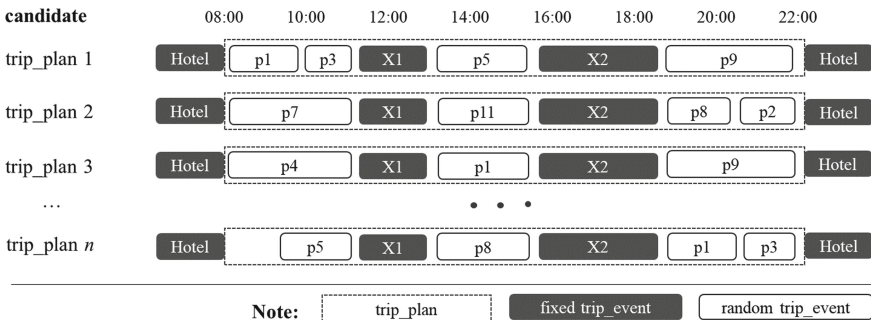 candidate 08:00 10:00 12:00 14:00 16:00 18:00 20:00 22:00
trip_plan 1 Hotel p1 p3 X1 p5 X2 p9 Hotel
trip_plan 2 Hotel p7 X1 p11 X2 p8 p2 Hotel
trip_plan 3 Hotel p4 X1 p1 X2 p9 Hotel
... • • •
trip_plan n Hotel p5 X1 p8 X2 p1 p3 Hotel
Note: trip_plan fixed trip_event random trip_event